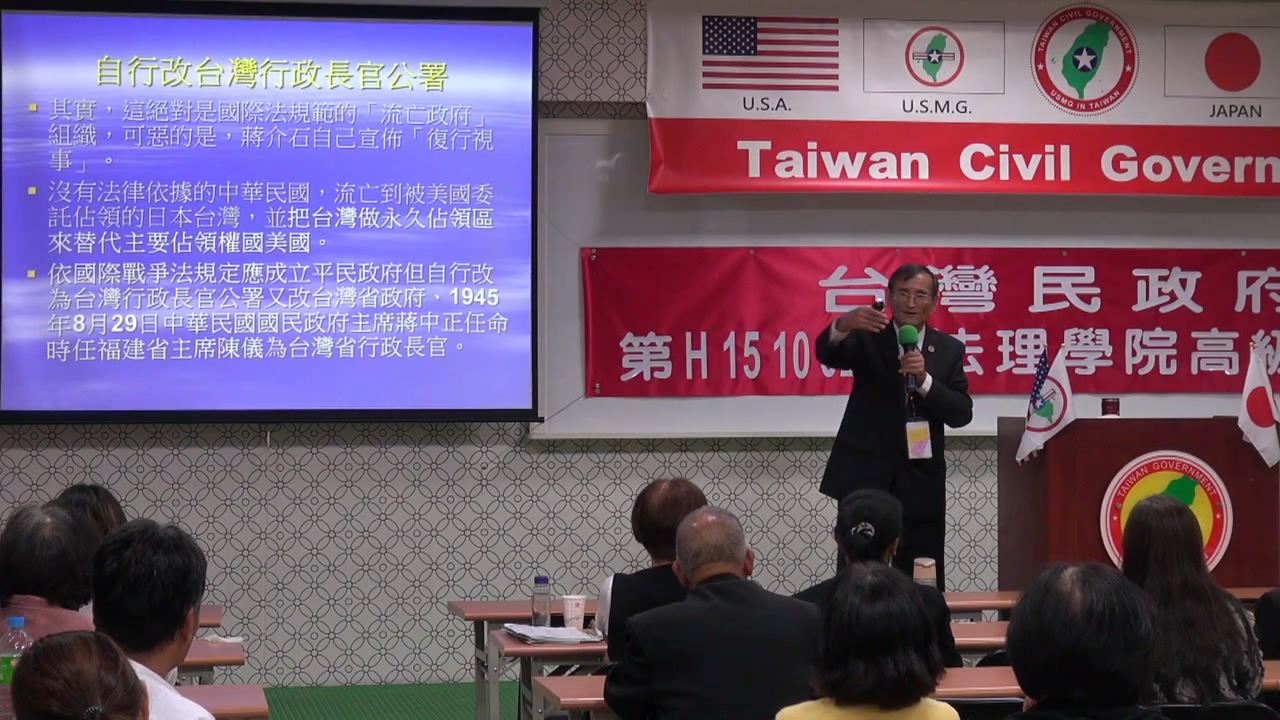 自行改台灣行政長官公署
其實，這絕對是國際法規範的「流亡政府」
組織，可惡的是，蔣介石自己宣佈「復行視
事」。
沒有法律依據的中華民國，流亡到被美國委
託佔領的日本台灣，並把台灣做永久佔領區
來替代主要佔領權國美國。
依國際戰爭法規定應成立平民政府但自行改
為台灣行政長官公署又改台灣省政府、1945
年8月29日中華民國國民政府主席蔣中正任命
時任福建省主席陳儀為台灣省行政長官。
U.S.A.
U.S.M.G.
TAIWAN CIVIL GOVERNMENT
USMG IN TAIWAN
JAPAN
Taiwan Civil Govern
台灣民政府
第H 15 10
法理學院高
TAIWAN GOVERNMENT